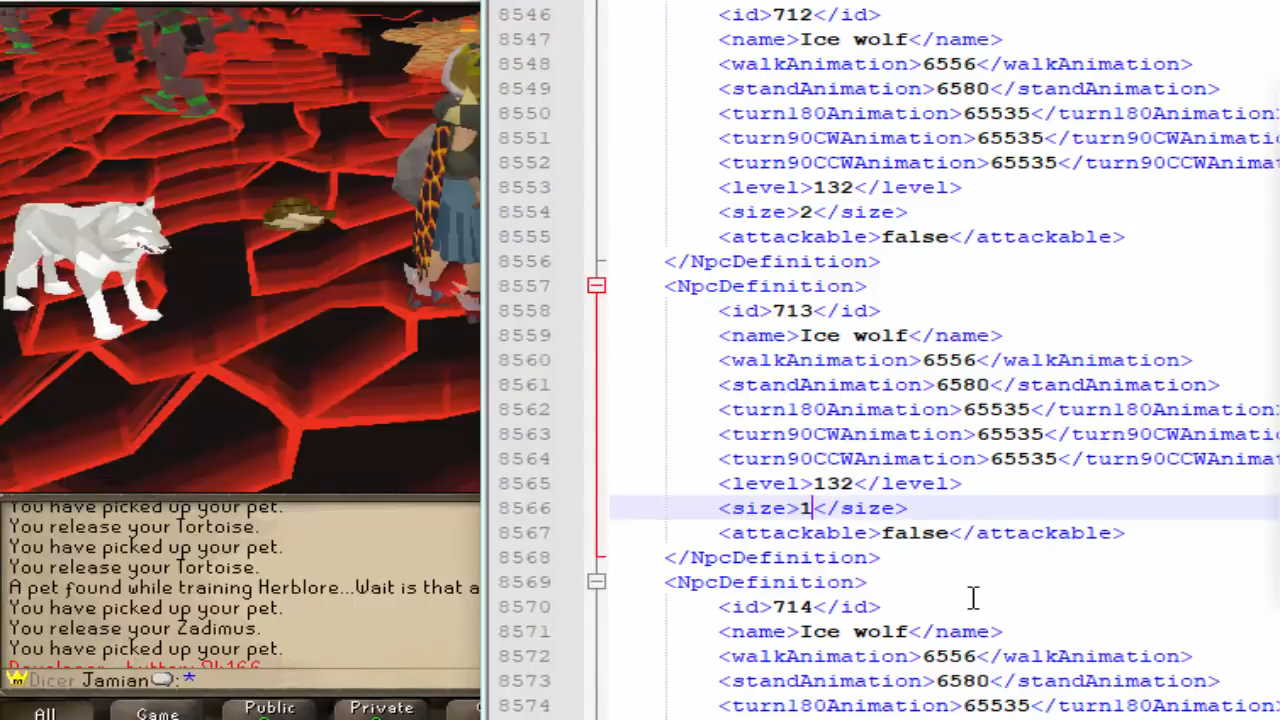 8546 <id>712</id>
8547 <name>Ice wolf</name>
8548 <walkAnimation>6556</walkAnimation>
8549 <standAnimation>6580</standAnimation>
8550 <turn180Animation>65535</turn180Animation>
8551 <turn90CWAnimation>65535</turn90CWAnimati
8552 <turn90CCWAnimation>65535</turn90CCWAnima
8553 <level>132</level>
8554 <size>2</size>
8555 <attackable>false</attackable>
8556 </NpcDefinition>
8557 <NpcDefinition>
8558 <id>713</id>
8559 <name>Ice wolf</name>
8560 <walkAnimation>6556</walkAnimation>
8561 <standAnimation>6580</standAnimation>
8562 <turn180Animation>65535</turn180Animation
8563 <turn90CWAnimation>65535</turn90CWAnimati
8564 <turn90CCWAnimation>65535</turn90CCWAnima
8565 <level>132</level>
8566 <size>1</size>
8567 <attackable>false</attackable>
8568 </NpcDefinition>
8569 <NpcDefinition>
8570 <id>714</id>
8571 <name>Ice wolf</name>
8572 <walkAnimation>6556</walkAnimation>
8573 <standAnimation>6580</standAnimation>
8574 <turn180Animation>65535</turn180Animation
You have picked up your pet.
You release your Tortoise.
You have picked up your pet.
You release your Tortoise.
A pet found while training Herblore...Wait is that a
You have picked up your pet.
You release your Zadimus.
You have picked up your pet.
Dicer Jamian: *
All Game Public Private